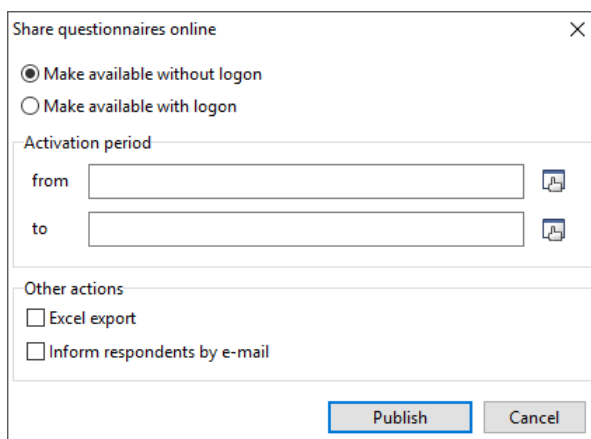 Share questionnaires online
Make available without logon
Make available with logon
Activation period
from
to
Other actions
Excel export
Inform respondents by e-mail
Publish Cancel